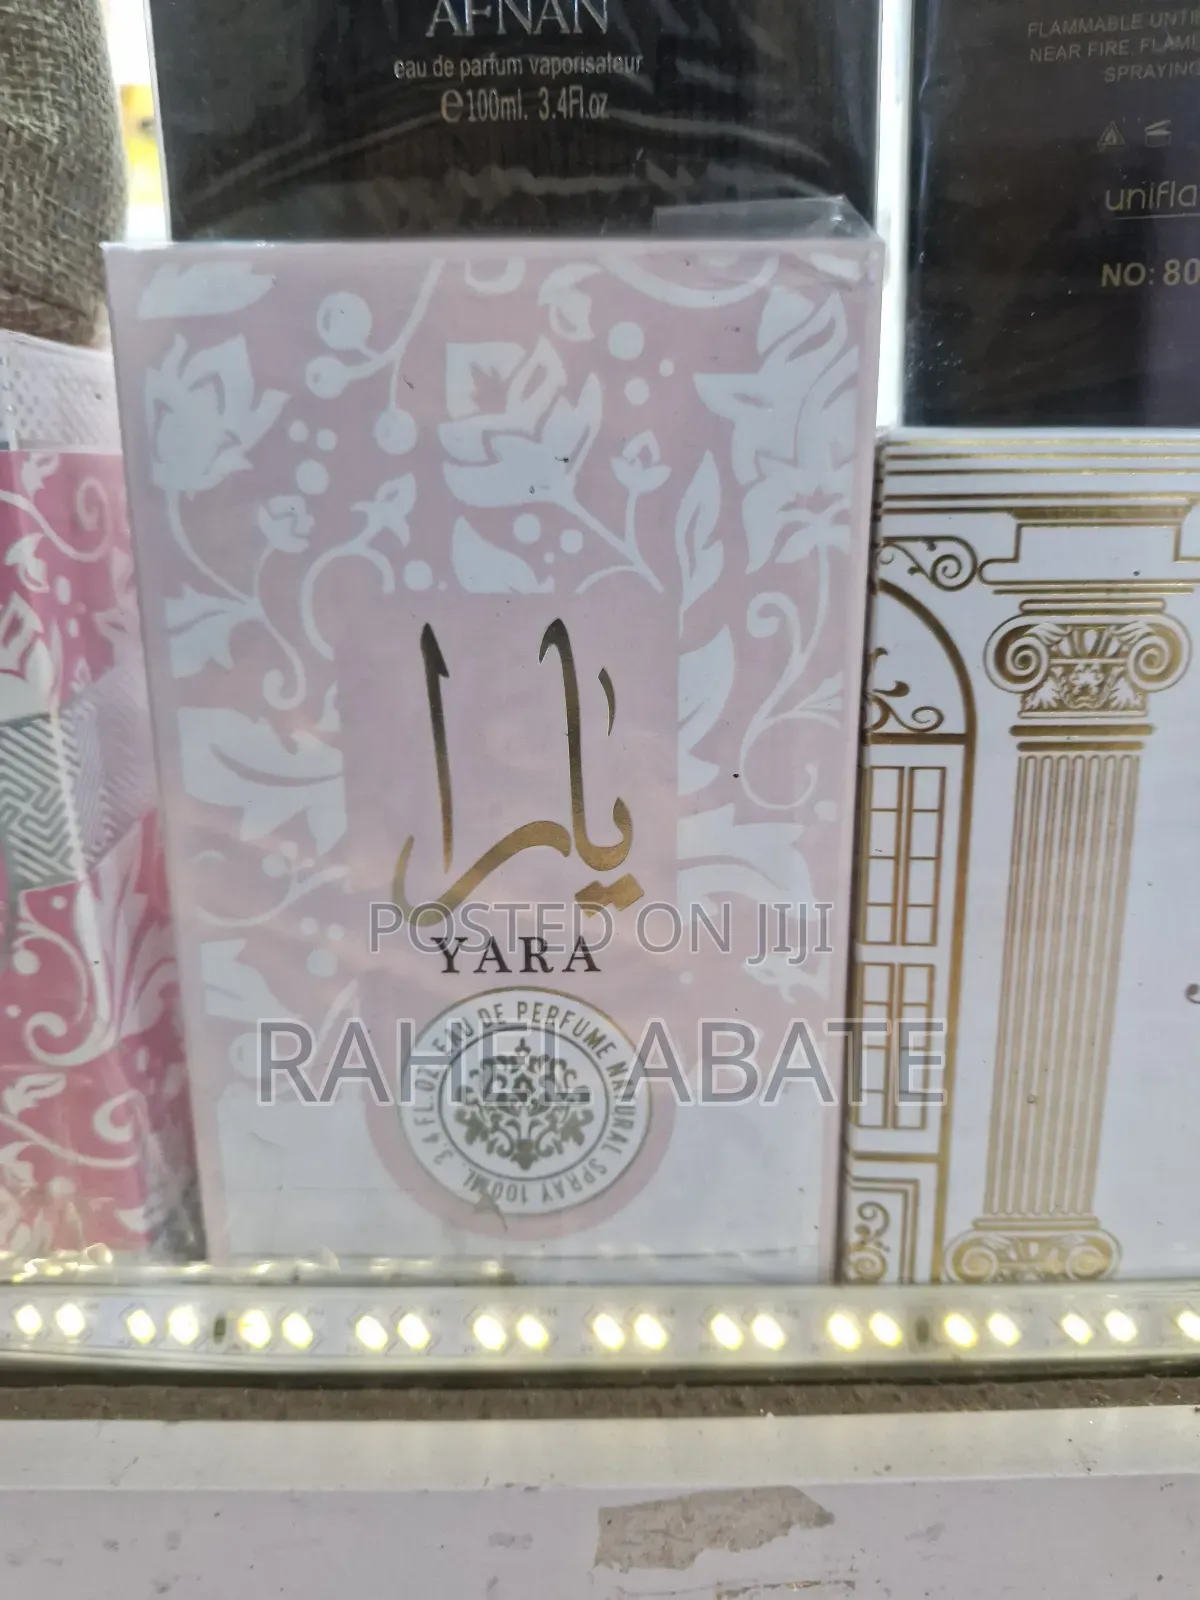 AFNAN
eau de parfum vaporisateur
e100ml. 3.4Fl.oz
FLAMMABLE UNTI
NEAR FIRE, FLAM
SPRAYING
unifla
NO: 80
يارا
YARA
EAU DE PERFUME NATURAL SPRAY 100ML. 3.4 FL.OZ
POSTED ON JIJI
RAHEL ABATE